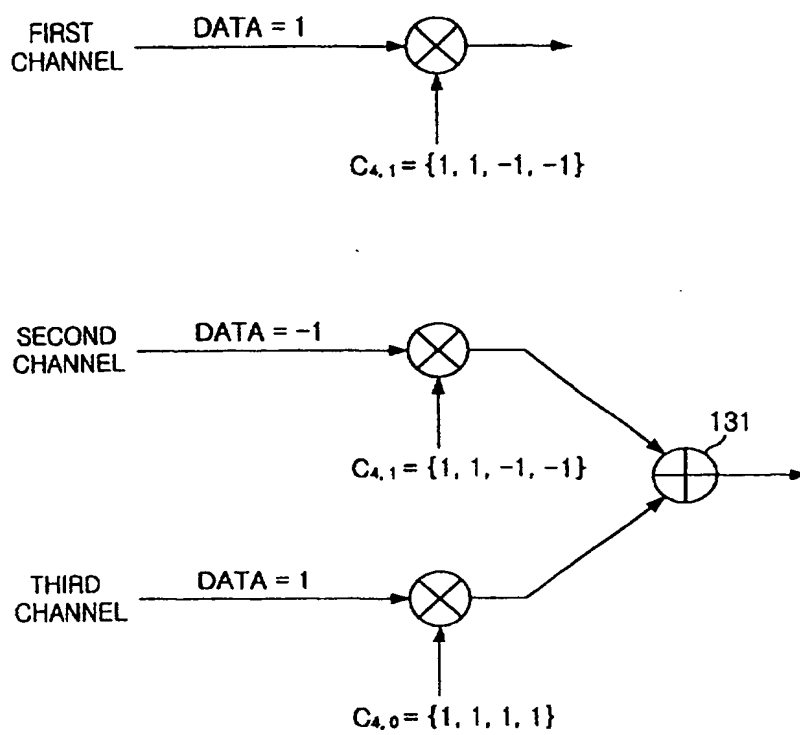 FIRST
CHANNEL
DATA = 1
C4, 1 = {1, 1, -1, -1}
SECOND
CHANNEL
DATA = -1
C4, 1 = {1, 1, -1, -1}
131
THIRD
CHANNEL
DATA = 1
C4, 0 = {1, 1, 1, 1}